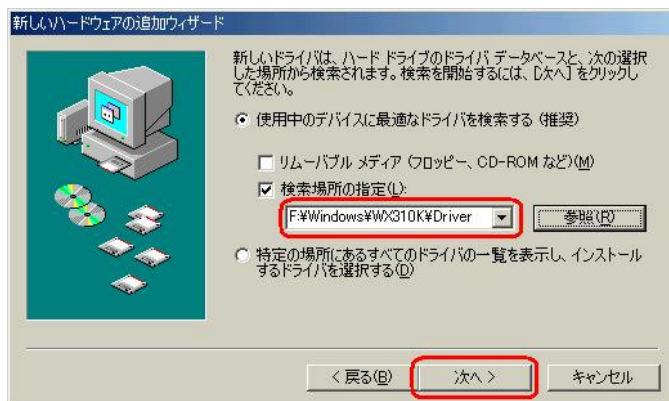 新しいハードウェアの追加ウィザード
新しいドライバは、ハード ドライブのドライバ データベースと、次の選択
した場所から検索されます。検索を開始するには、[次へ] をクリックし
てください。
使用中のデバイスに最適なドライバを検索する (推奨)
リムーバブル メディア (フロッピー、CD-ROM など)(M)
検索場所の指定(L):
F:¥Windows¥WX310K¥Driver
参照(R)
特定の場所にあるすべてのドライバの一覧を表示し、インストール
するドライバを選択する(D)
< 戻る(B)
次へ >
キャンセル